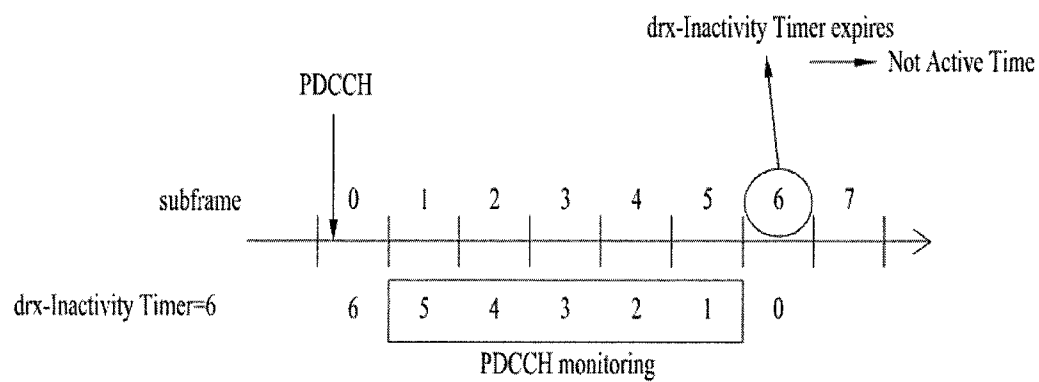 drx-Inactivity Timer expires
Not Active Time
PDCCH
subframe 0 1 2 3 4 5 6 7
drx-Inactivity Timer=6 6 5 4 3 2 1 0
PDCCH monitoring